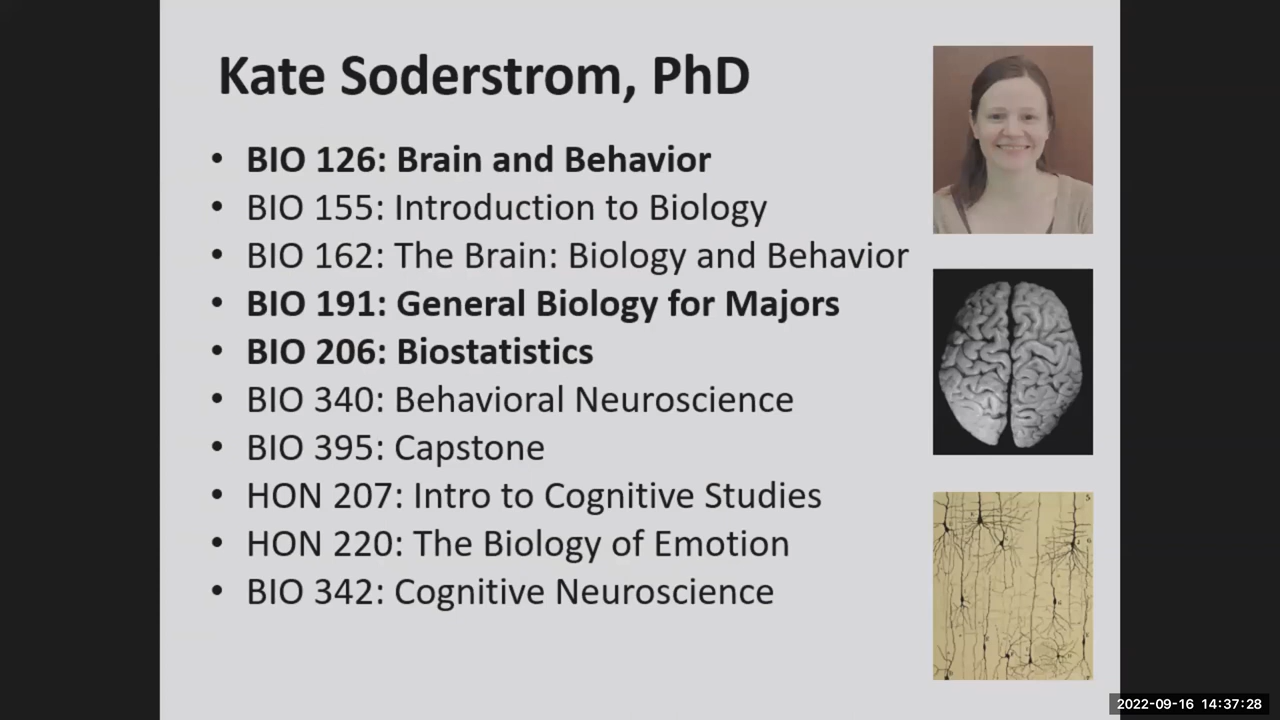 Kate Soderstrom, PhD
• BIO 126: Brain and Behavior
• BIO 155: Introduction to Biology
• BIO 162: The Brain: Biology and Behavior
• BIO 191: General Biology for Majors
• BIO 206: Biostatistics
• BIO 340: Behavioral Neuroscience
• BIO 395: Capstone
• HON 207: Intro to Cognitive Studies
• HON 220: The Biology of Emotion
• BIO 342: Cognitive Neuroscience
2022-09-16 14:37:28